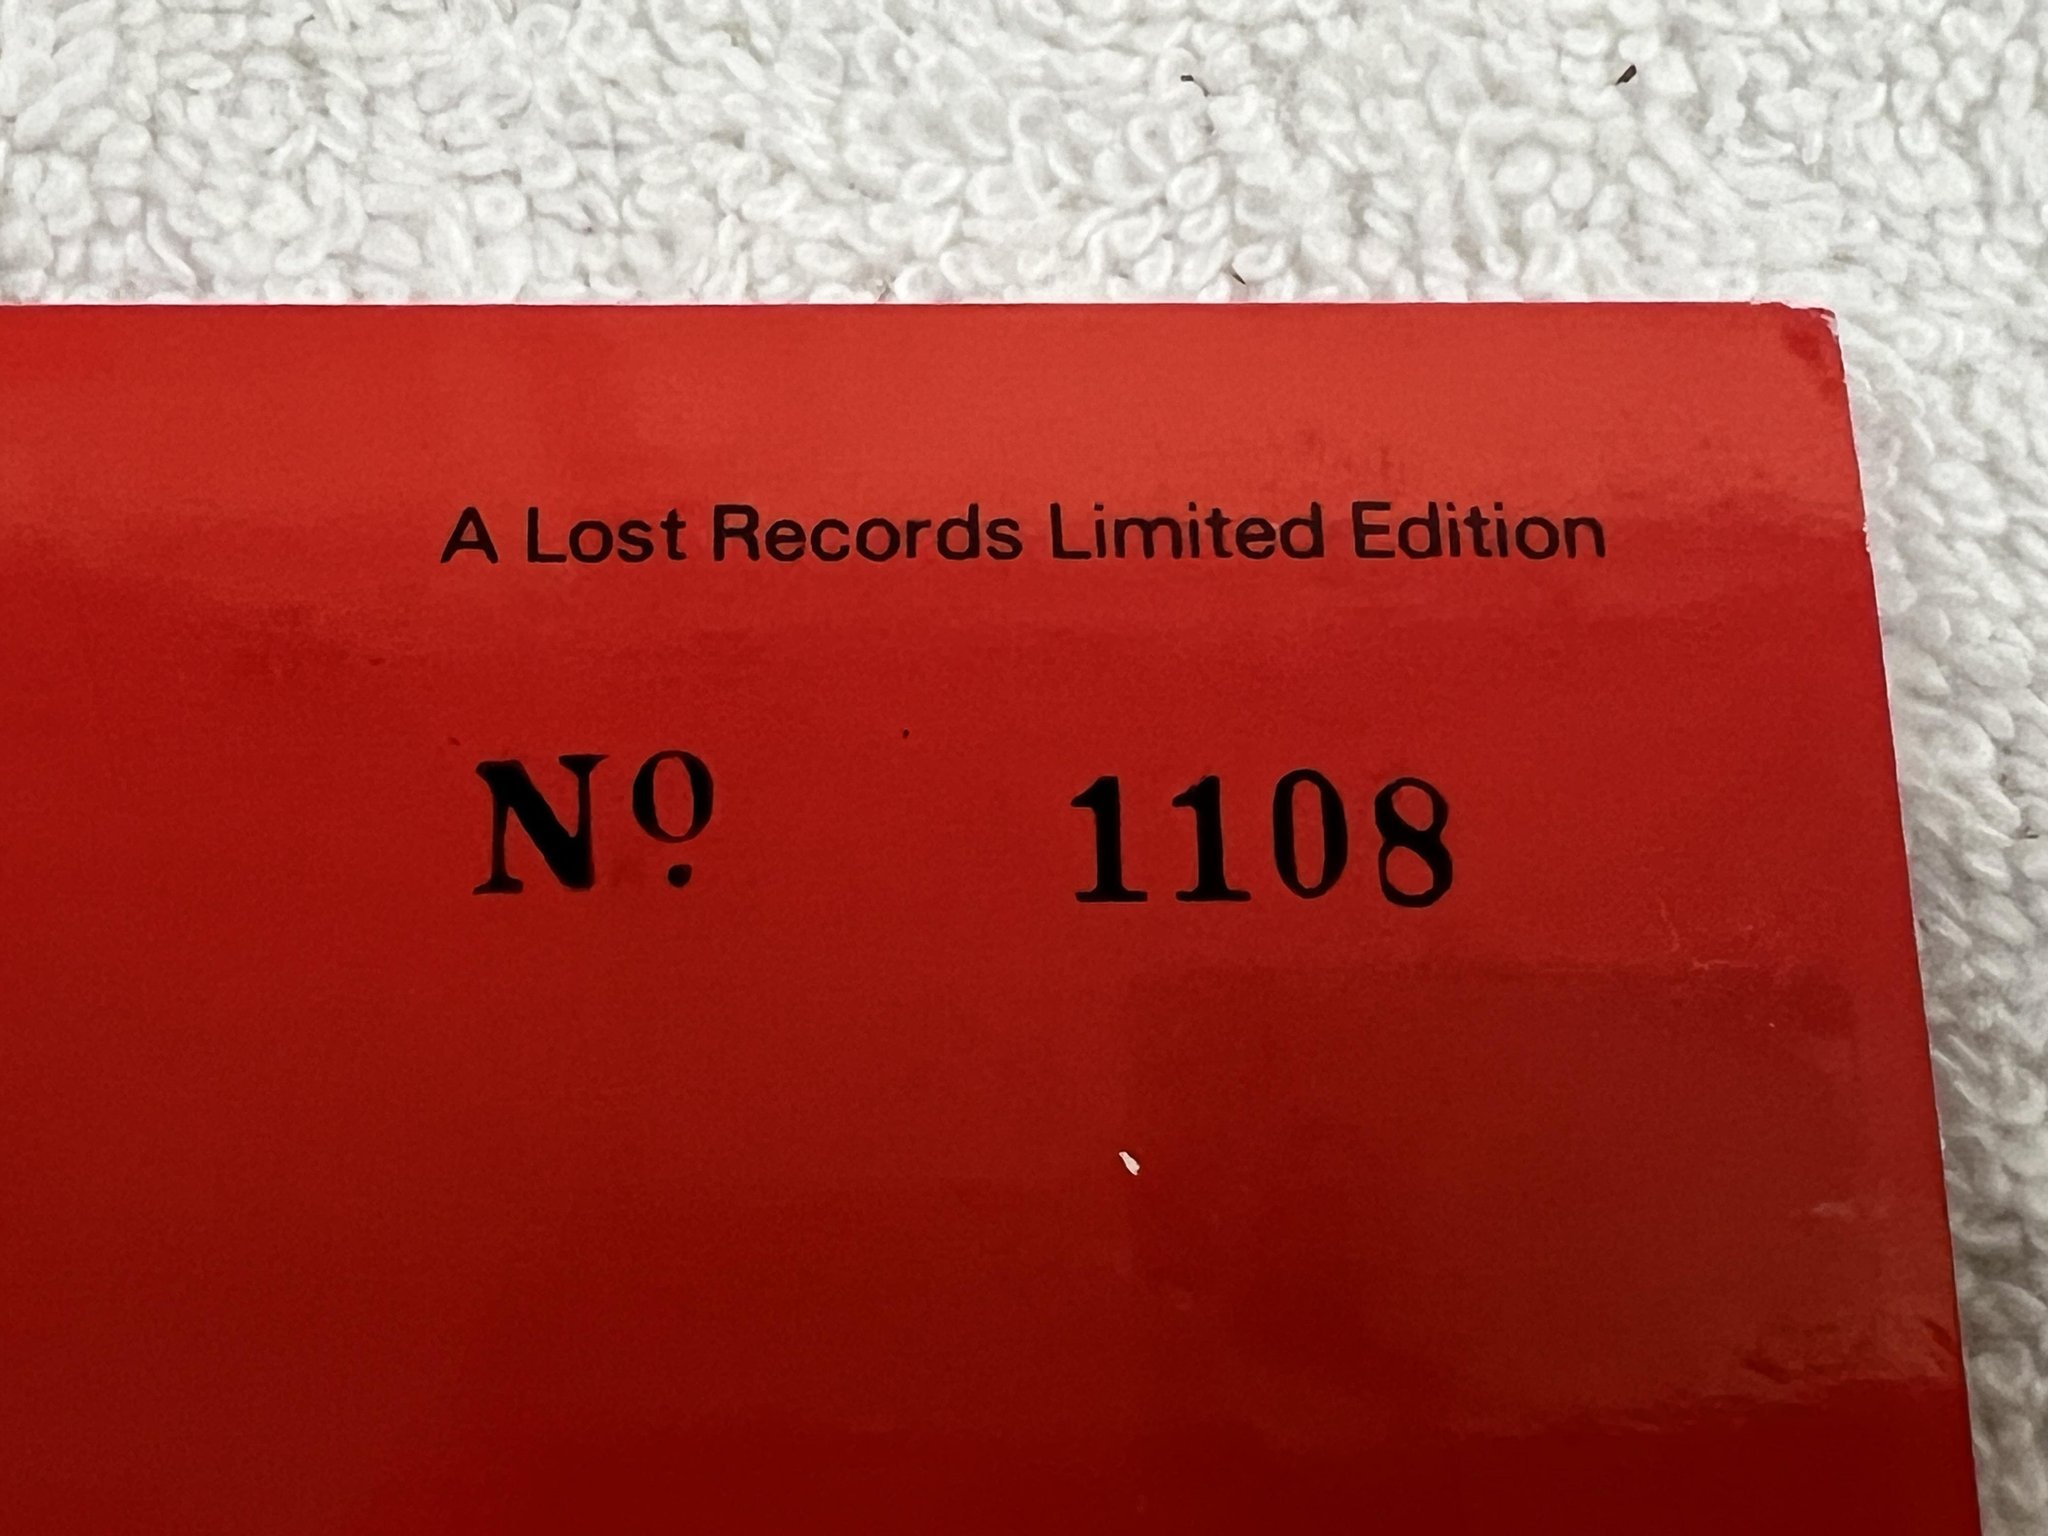 A Lost Records Limited Edition
Nº. 1108